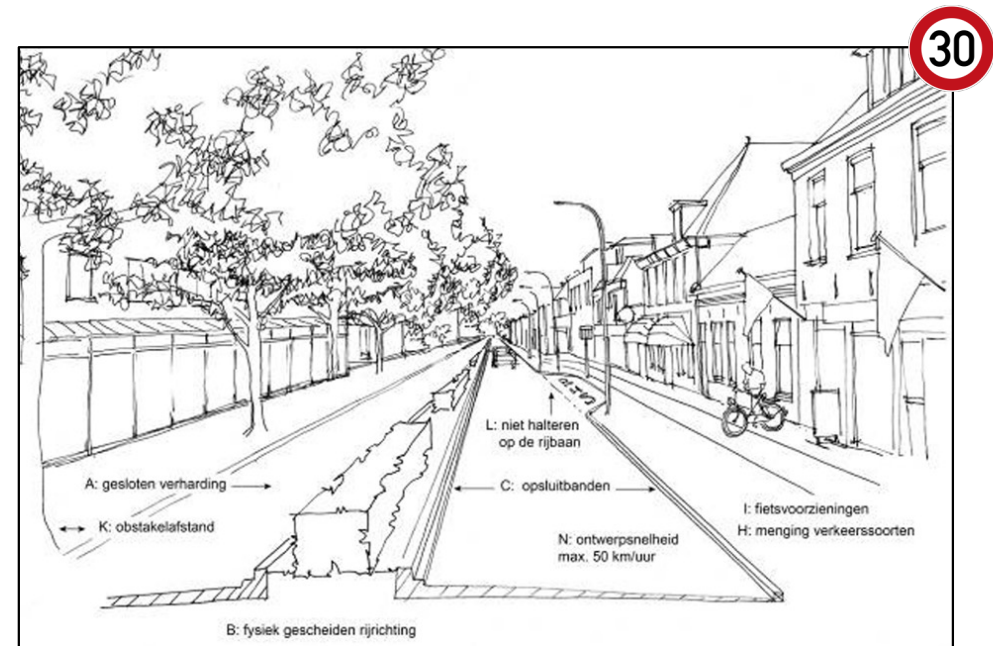 30
L: niet halteren
op de rijbaan
A: gesloten verharding
C: opsluitbanden
K: obstakelafstand
I: fietsvoorzieningen
H: menging verkeerssoorten
N: ontwerpsnelheid
max. 50 km/uur
B: fysiek gescheiden rijrichting